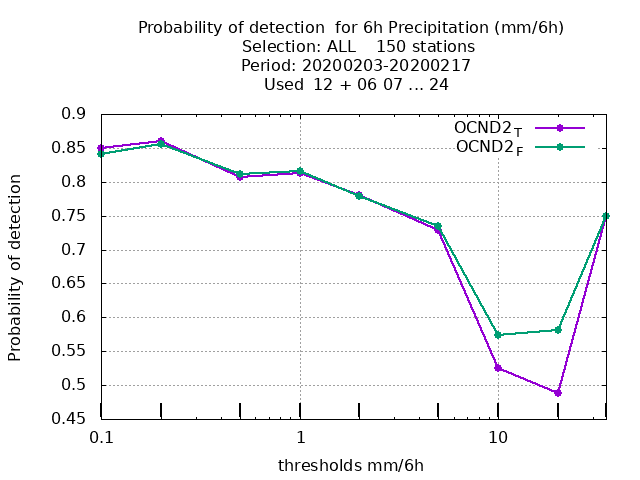 Probability of detection  for 6h Precipitation (mm/6h)
Selection: ALL    150 stations
Period: 20200203-20200217
Used  12 + 06 07 ... 24
OCND2T
OCND2F
0.9
0.85
0.8
0.75
0.7
0.65
0.6
0.55
0.5
0.45
Probability of detection
0.1
1
10
thresholds mm/6h